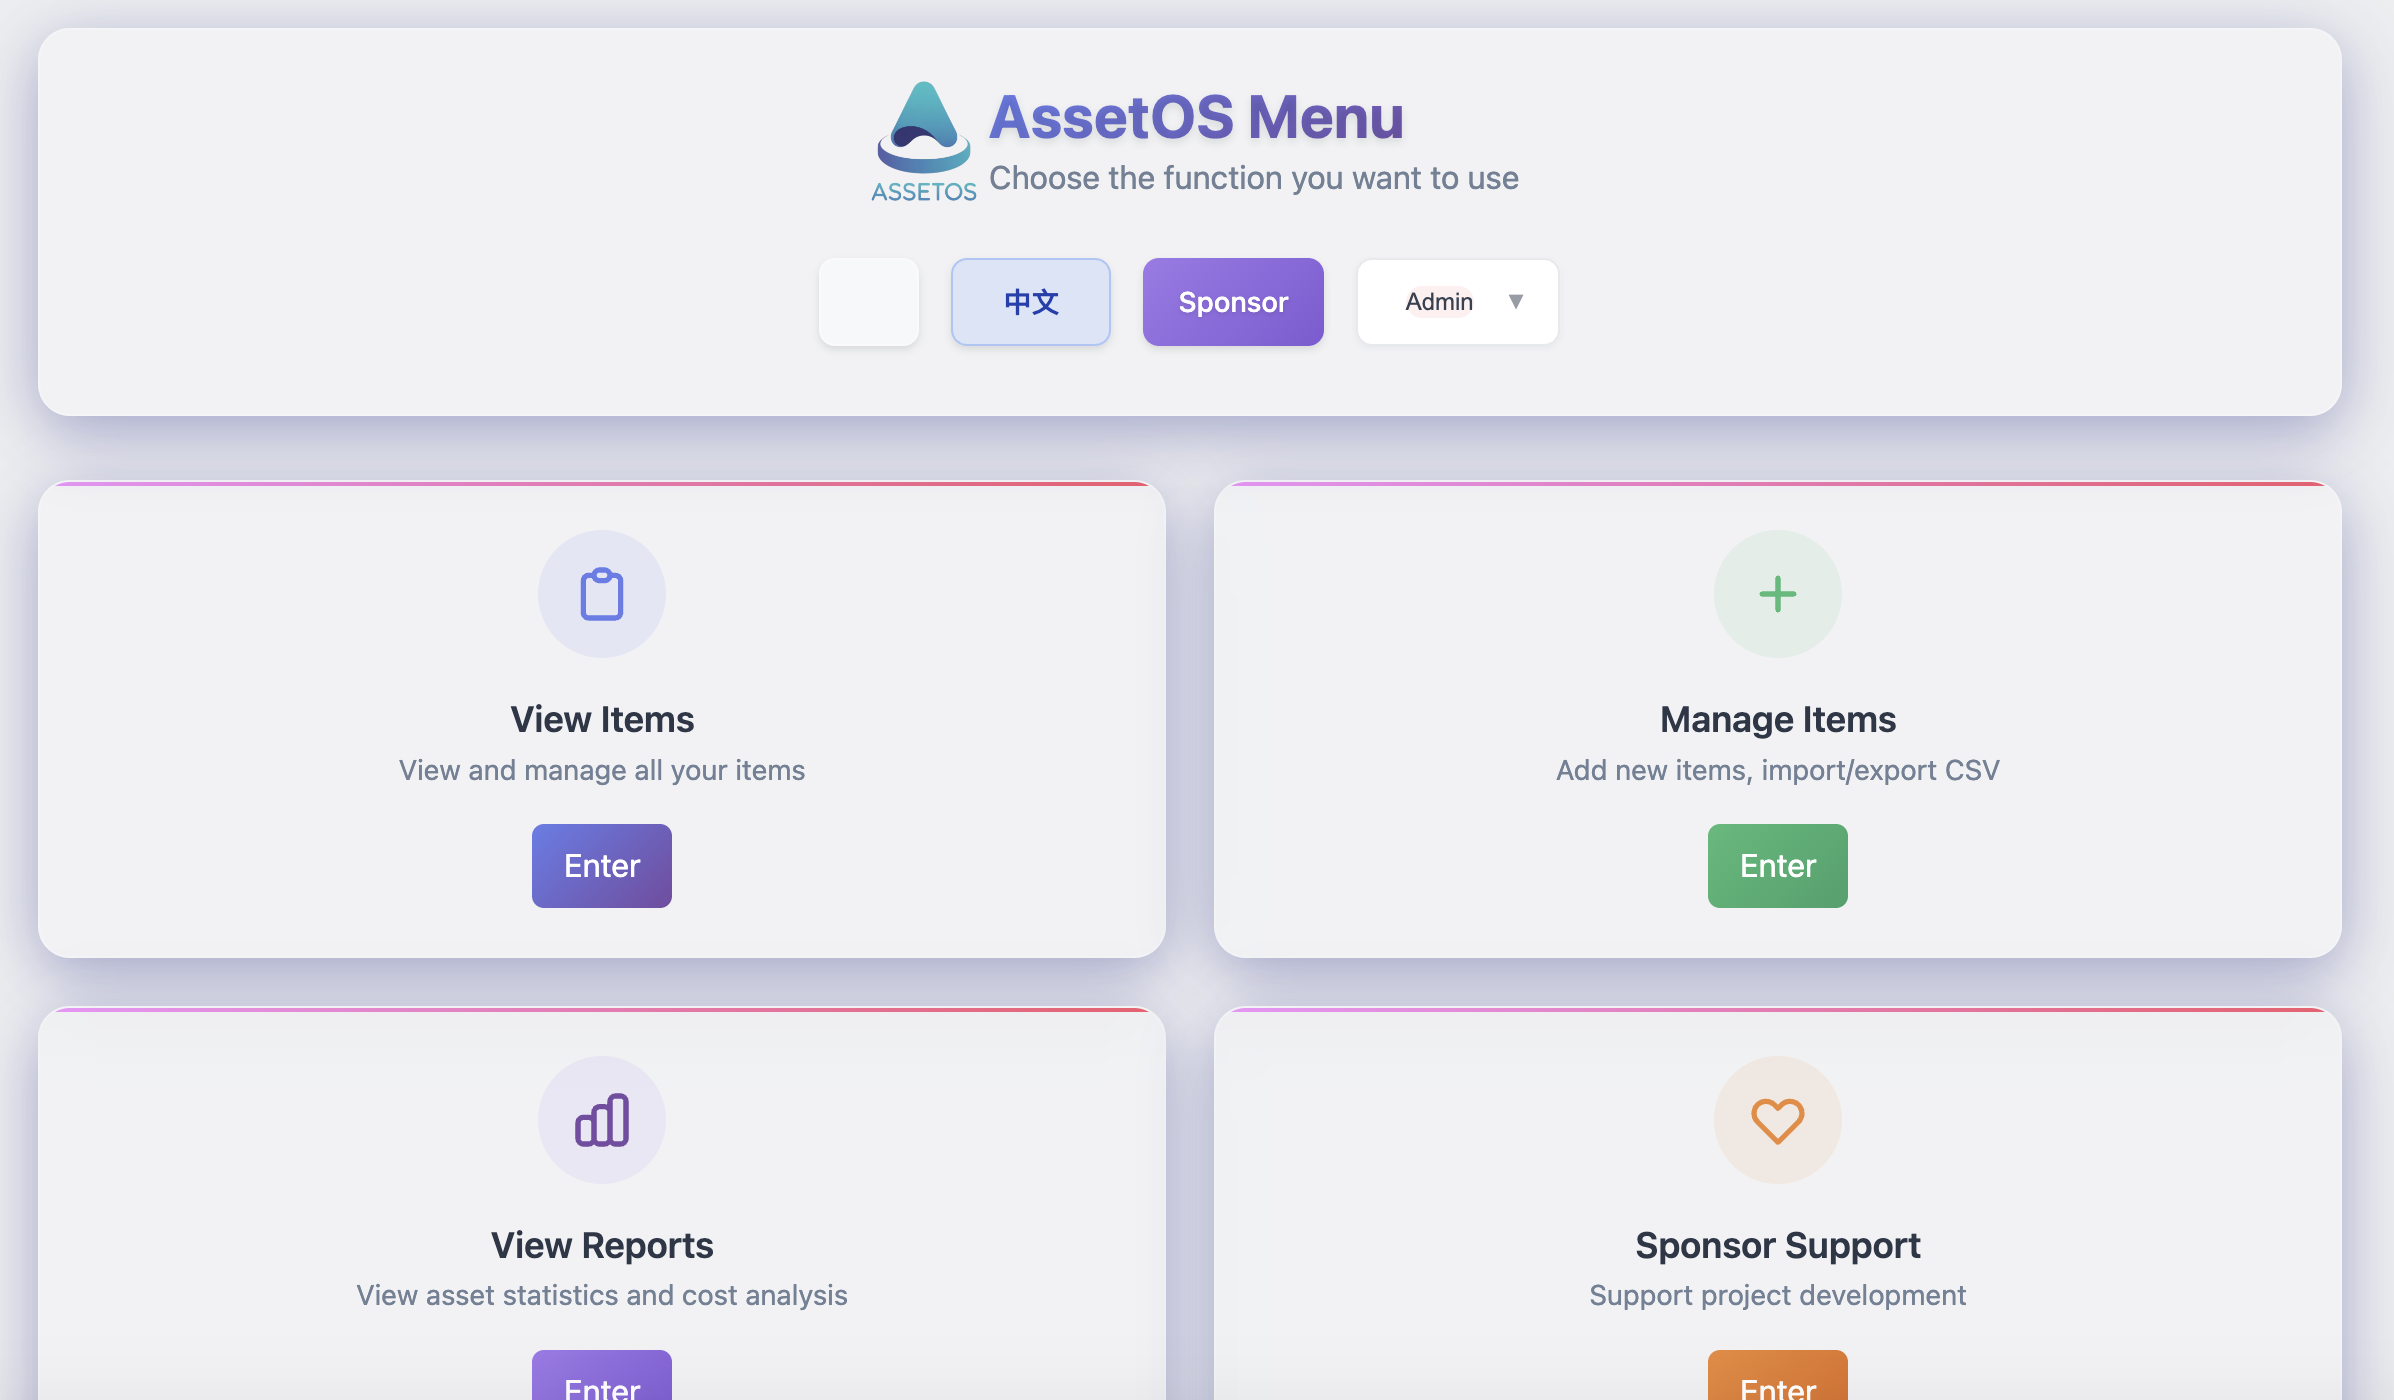 AssetOS Menu
ASSETOS
Choose the function you want to use
中文
Sponsor
Admin ▼
View Items
View and manage all your items
Enter
Manage Items
Add new items, import/export CSV
Enter
View Reports
View asset statistics and cost analysis
Enter
Sponsor Support
Support project development
Enter